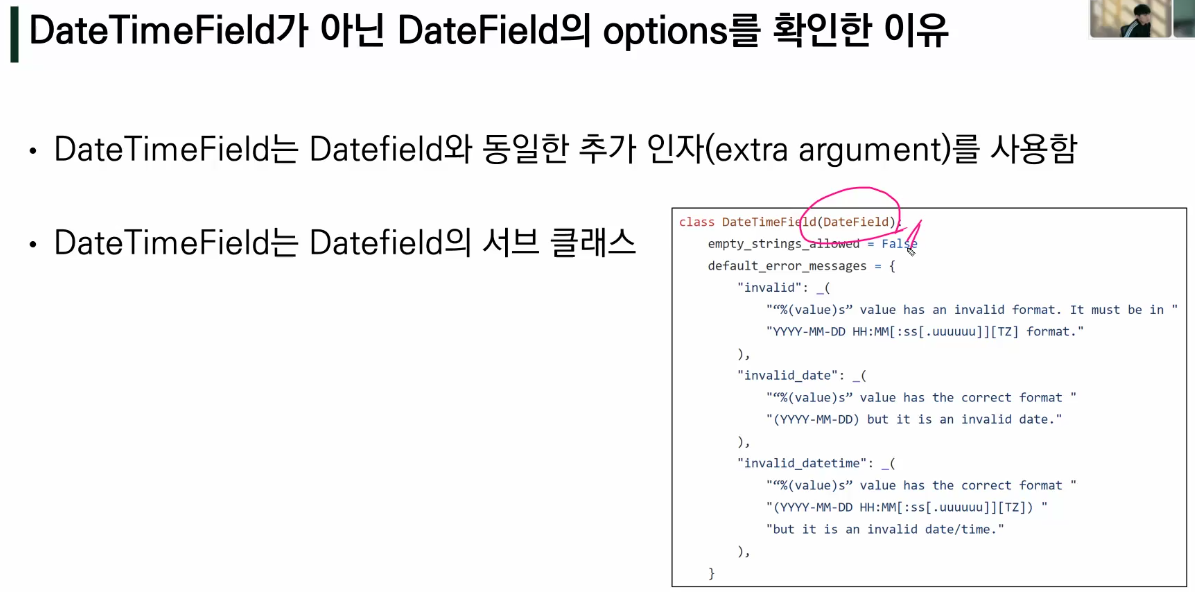 DateTimeField가 아닌 DateField의 options를 확인한 이유
• DateTimeField는 Datefield와 동일한 추가 인자(extra argument)를 사용함
• DateTimeField는 Datefield의 서브 클래스
class DateTimeField(DateField):
    empty_strings_allowed = False
    default_error_messages = {
        "invalid": _(
            "“%(value)s” value has an invalid format. It must be in "
            "YYYY-MM-DD HH:MM[:ss[.uuuuuu]][TZ] format."
        ),
        "invalid_date": _(
            "“%(value)s” value has the correct format "
            "(YYYY-MM-DD) but it is an invalid date."
        ),
        "invalid_datetime": _(
            "“%(value)s” value has the correct format "
            "(YYYY-MM-DD HH:MM[:ss[.uuuuuu]][TZ]) "
            "but it is an invalid date/time."
        ),
    }